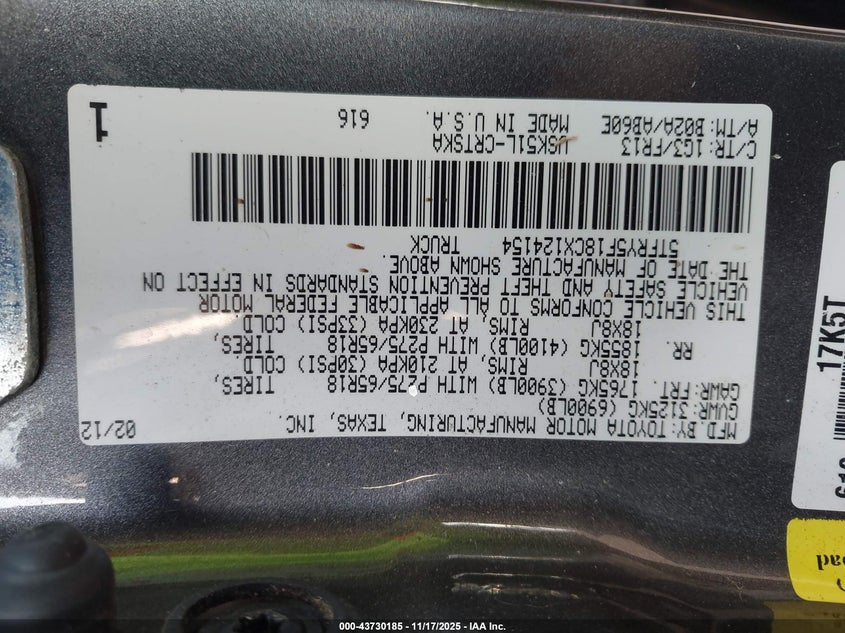 MFD.BY:TOYOTA MOTOR MANUFACTURING, TEXAS, INC. 02/12
GVWR:3125KG(6900LB)
GAWR:FRT. 1765KG (3900LB) WITH P275/65R18 TIRES,
18X8J RIMS, AT 210KPA (30PSI) COLD
RR. 1855KG (4100LB) WITH P275/65R18 TIRES,
18X8J RIMS, AT 230KPA (33PSI) COLD
THIS VEHICLE CONFORMS TO ALL APPLICABLE FEDERAL MOTOR
VEHICLE SAFETY AND THEFT PREVENTION STANDARDS IN EFFECT ON
THE DATE OF MANUFACTURE SHOWN ABOVE.
5TFRY5F18CX124154 TRUCK
C/TR:1G3/FR13 USK51L-CRTSKA
A/TM:B02A/AB60E MADE IN U.S.A. 616
1
17K5T
000-43730185 - 11/17/2025 - IAA Inc.